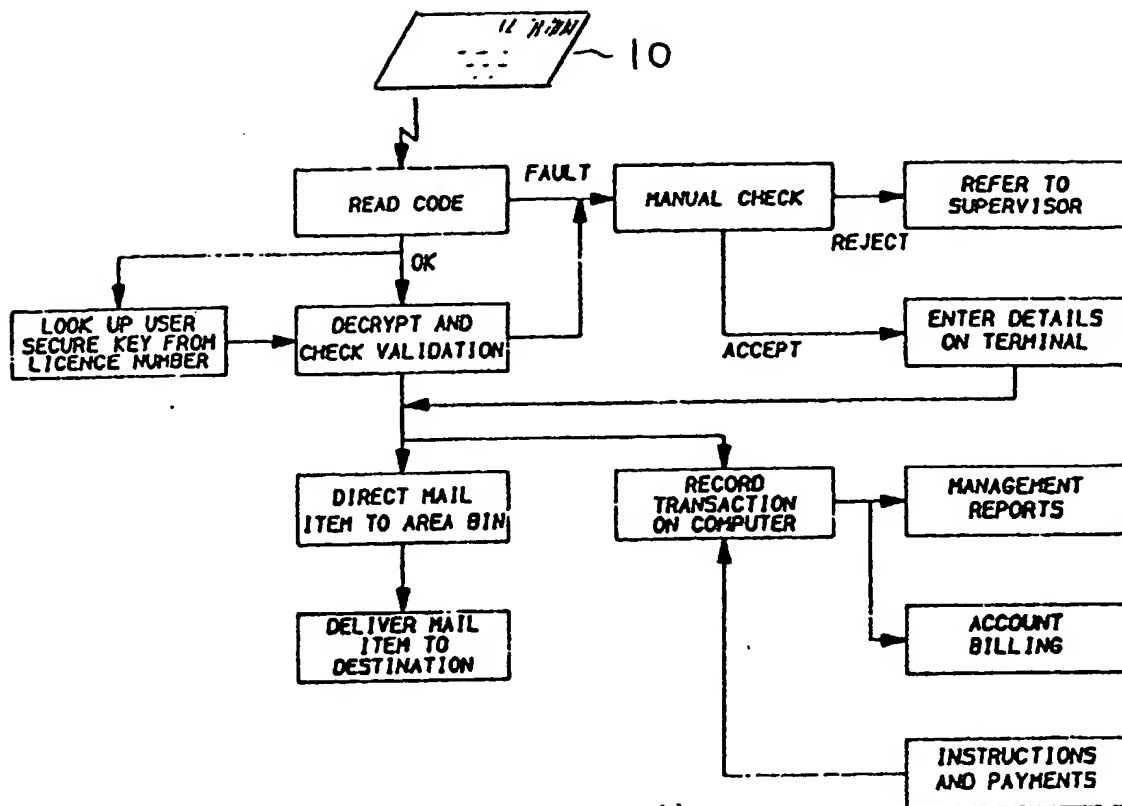 10
READ CODE
FAULT
MANUAL CHECK
REFER TO
SUPERVISOR
REJECT
OK
LOOK UP USER
SECURE KEY FROM
LICENCE NUMBER
DECRYPT AND
CHECK VALIDATION
ACCEPT
ENTER DETAILS
ON TERMINAL
DIRECT MAIL
ITEM TO AREA BIN
RECORD
TRANSACTION
ON COMPUTER
MANAGEMENT
REPORTS
DELIVER MAIL
ITEM TO
DESTINATION
ACCOUNT
BILLING
INSTRUCTIONS
AND PAYMENTS